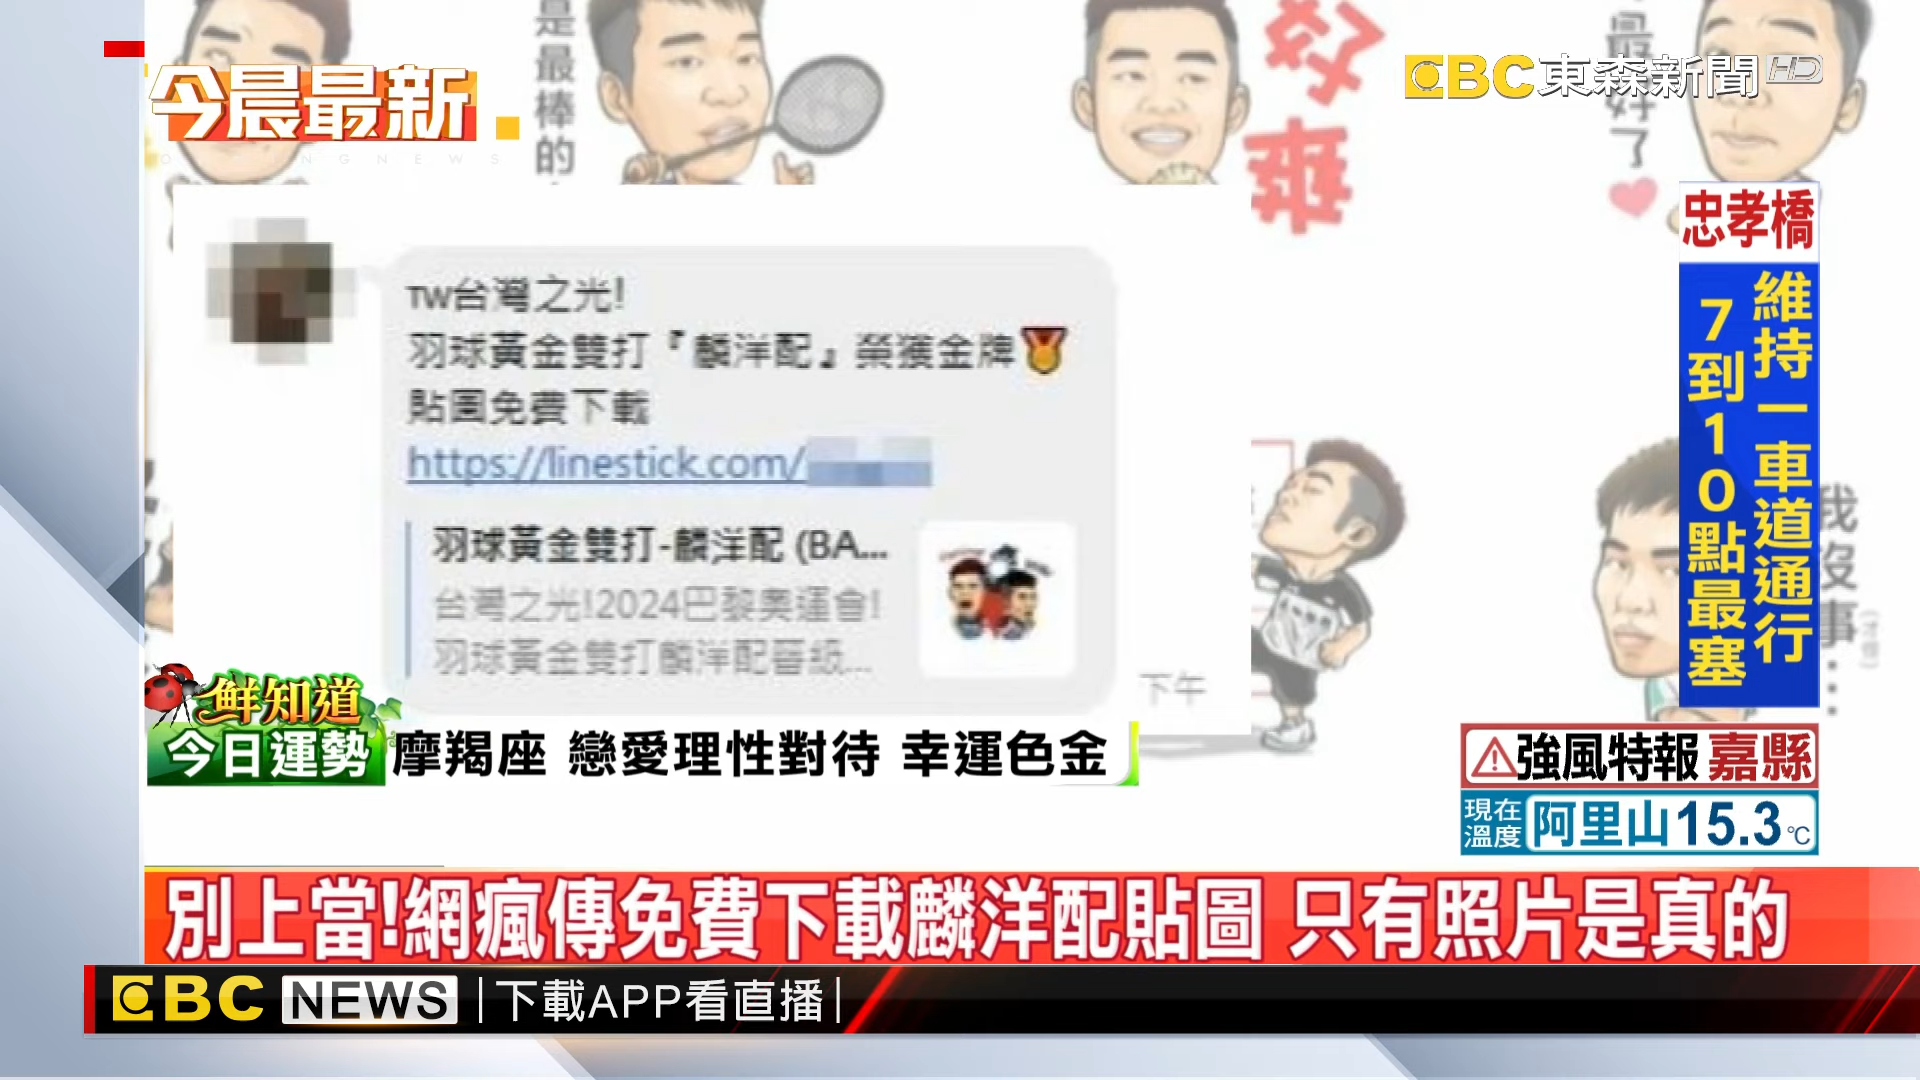 是最棒的
發
乖
最好了
今晨最新
EBC東森新聞HD
忠孝橋
維持一車道通行
7到10點最塞
TW台灣之光!
羽球黃金雙打『麟洋配』榮獲金牌
貼圖免費下載
https://linestick.com/
羽球黃金雙打-麟洋配 (BA...
台灣之光!2024巴黎奧運會!
羽球黃金雙打麟洋配晉級...
下午
我沒事
鮮知道
今日運勢
摩羯座 戀愛理性對待 幸運色金
強風特報 嘉縣
現在溫度 阿里山15.3℃
別上當!網瘋傳免費下載麟洋配貼圖 只有照片是真的
EBC NEWS 下載APP看直播